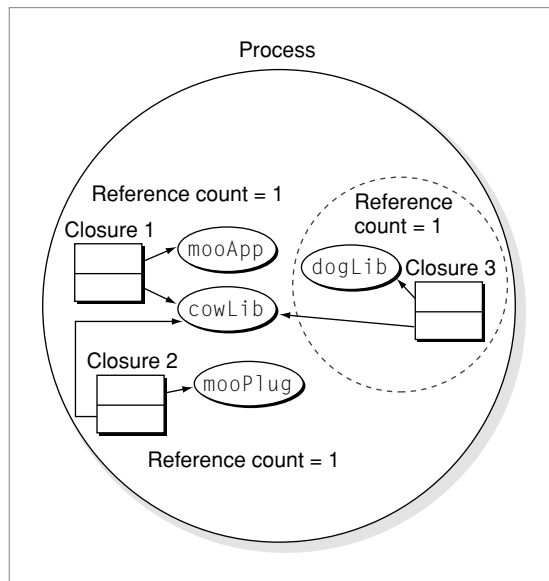 Process
Reference count = 1
Reference
count = 1
Closure 1
mooApp
dogLib
Closure 3
cowLib
Closure 2
mooPlug
Reference count = 1